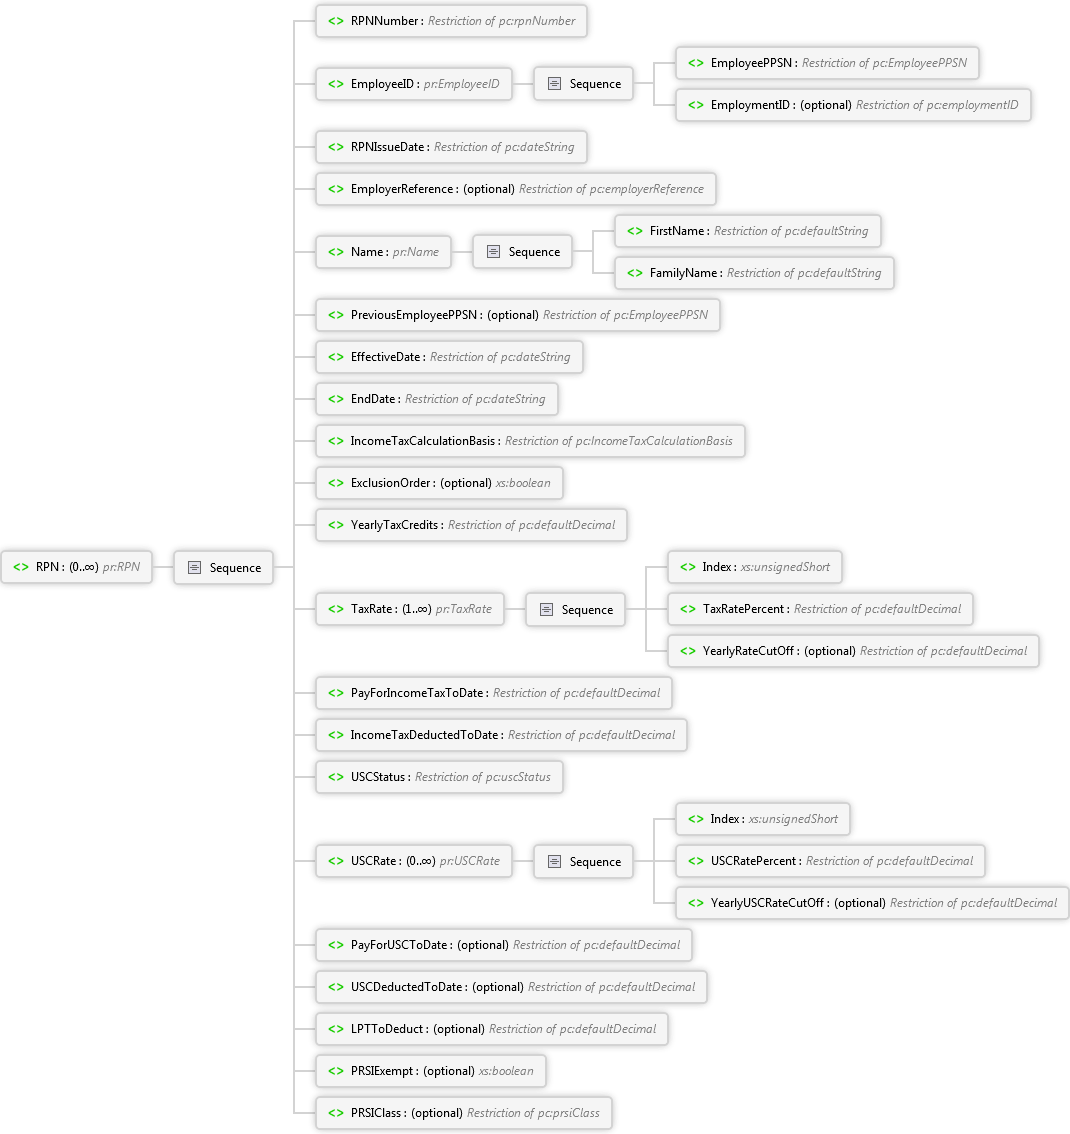 <> RPNNumber : Restriction of pc:rpnNumber
<> EmployeeID : pr:EmployeeID
Sequence
<> EmployeePPSN : Restriction of pc:EmployeePPSN
<> EmploymentID : (optional) Restriction of pc:employmentID
<> RPNIssueDate : Restriction of pc:dateString
<> EmployerReference : (optional) Restriction of pc:employerReference
<> Name : pr:Name
Sequence
<> FirstName : Restriction of pc:defaultString
<> FamilyName : Restriction of pc:defaultString
<> PreviousEmployeePPSN : (optional) Restriction of pc:EmployeePPSN
<> EffectiveDate : Restriction of pc:dateString
<> EndDate : Restriction of pc:dateString
<> IncomeTaxCalculationBasis : Restriction of pc:IncomeTaxCalculationBasis
<> ExclusionOrder : (optional) xs:boolean
<> YearlyTaxCredits : Restriction of pc:defaultDecimal
<> RPN : (0..∞) pr:RPN
Sequence
<> TaxRate : (1..∞) pr:TaxRate
Sequence
<> Index : xs:unsignedShort
<> TaxRatePercent : Restriction of pc:defaultDecimal
<> YearlyRateCutOff : (optional) Restriction of pc:defaultDecimal
<> PayForIncomeTaxToDate : Restriction of pc:defaultDecimal
<> IncomeTaxDeductedToDate : Restriction of pc:defaultDecimal
<> USCStatus : Restriction of pc:uscStatus
<> USCRate : (0..∞) pr:USCRate
Sequence
<> Index : xs:unsignedShort
<> USCRatePercent : Restriction of pc:defaultDecimal
<> YearlyUSCRateCutOff : (optional) Restriction of pc:defaultDecimal
<> PayForUSCToDate : (optional) Restriction of pc:defaultDecimal
<> USCDeductedToDate : (optional) Restriction of pc:defaultDecimal
<> LPTToDeduct : (optional) Restriction of pc:defaultDecimal
<> PRSIExempt : (optional) xs:boolean
<> PRSIClass : (optional) Restriction of pc:prsiClass